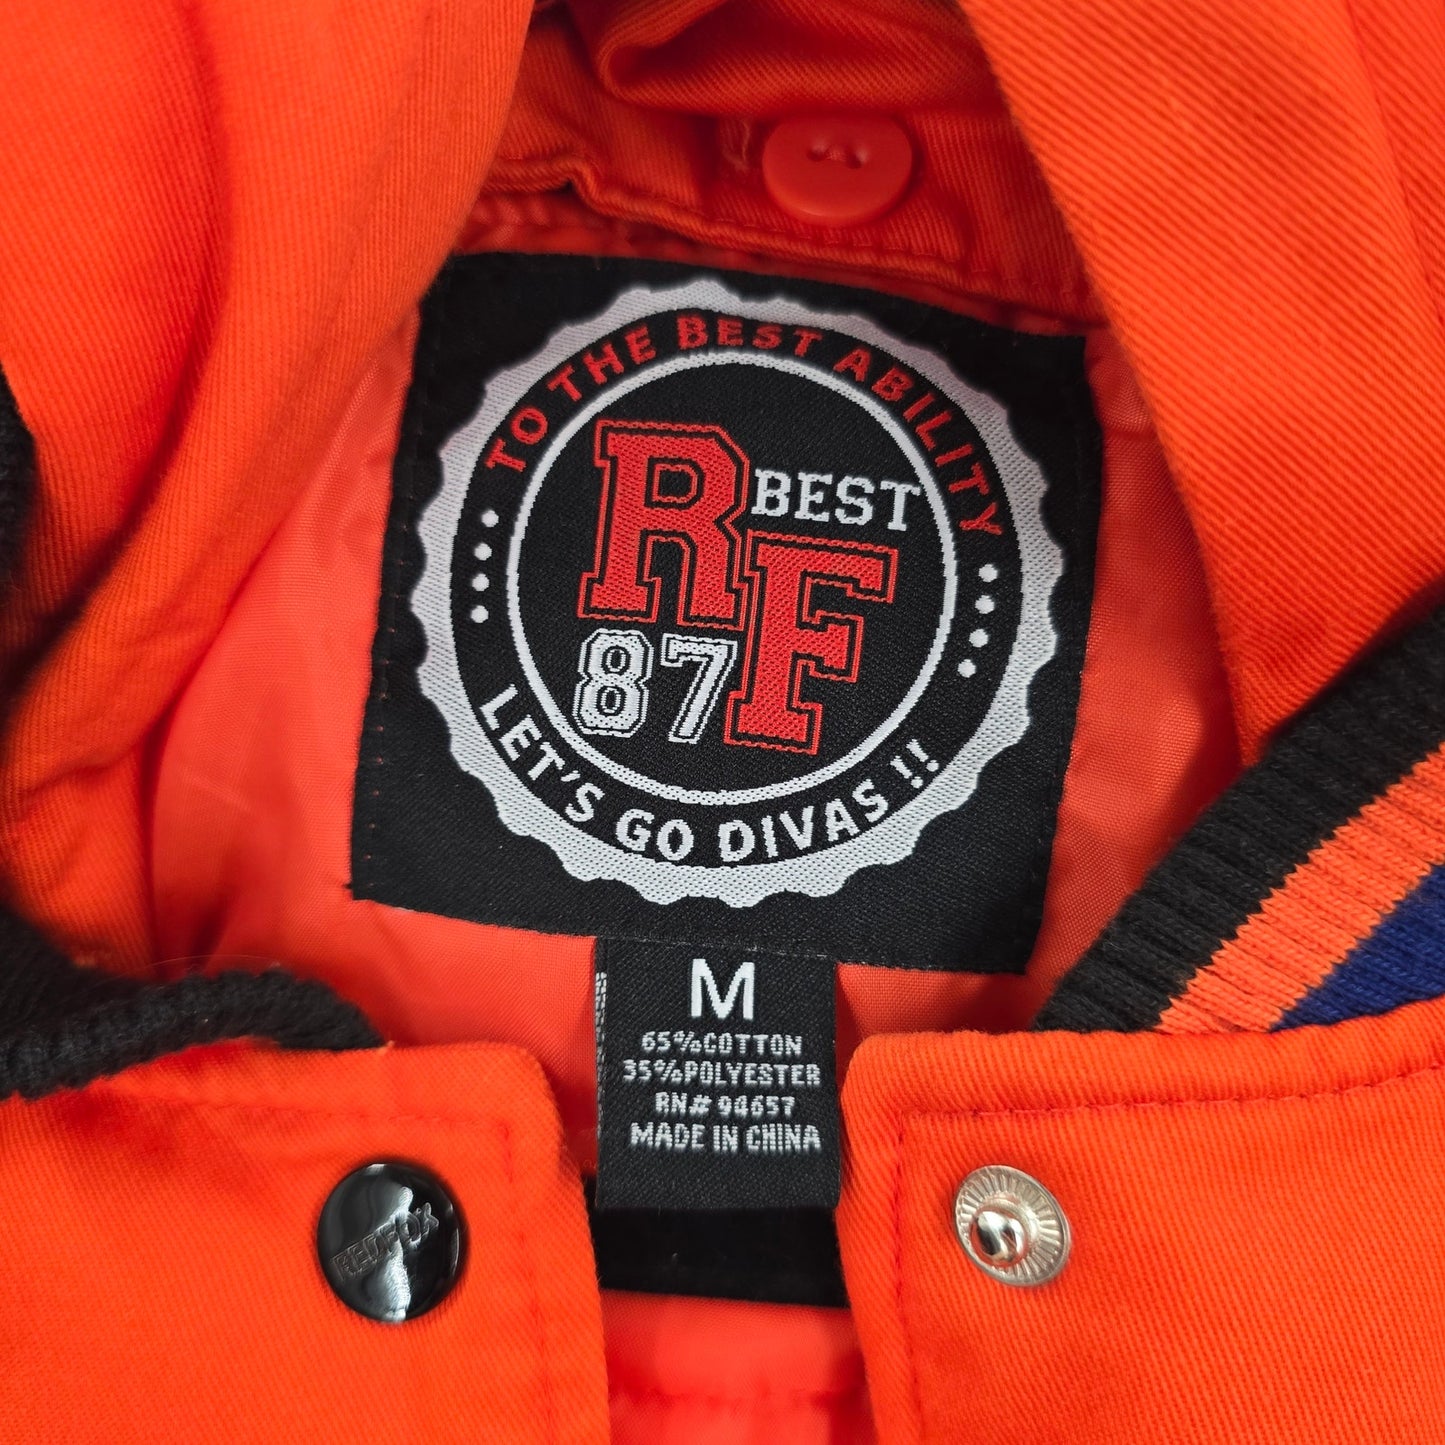 TO THE BEST ABILITY
R BEST
F
87
LET'S GO DIVAS !!
M
65%COTTON
35%POLYESTER
RN# 94657
MADE IN CHINA
REDFOX